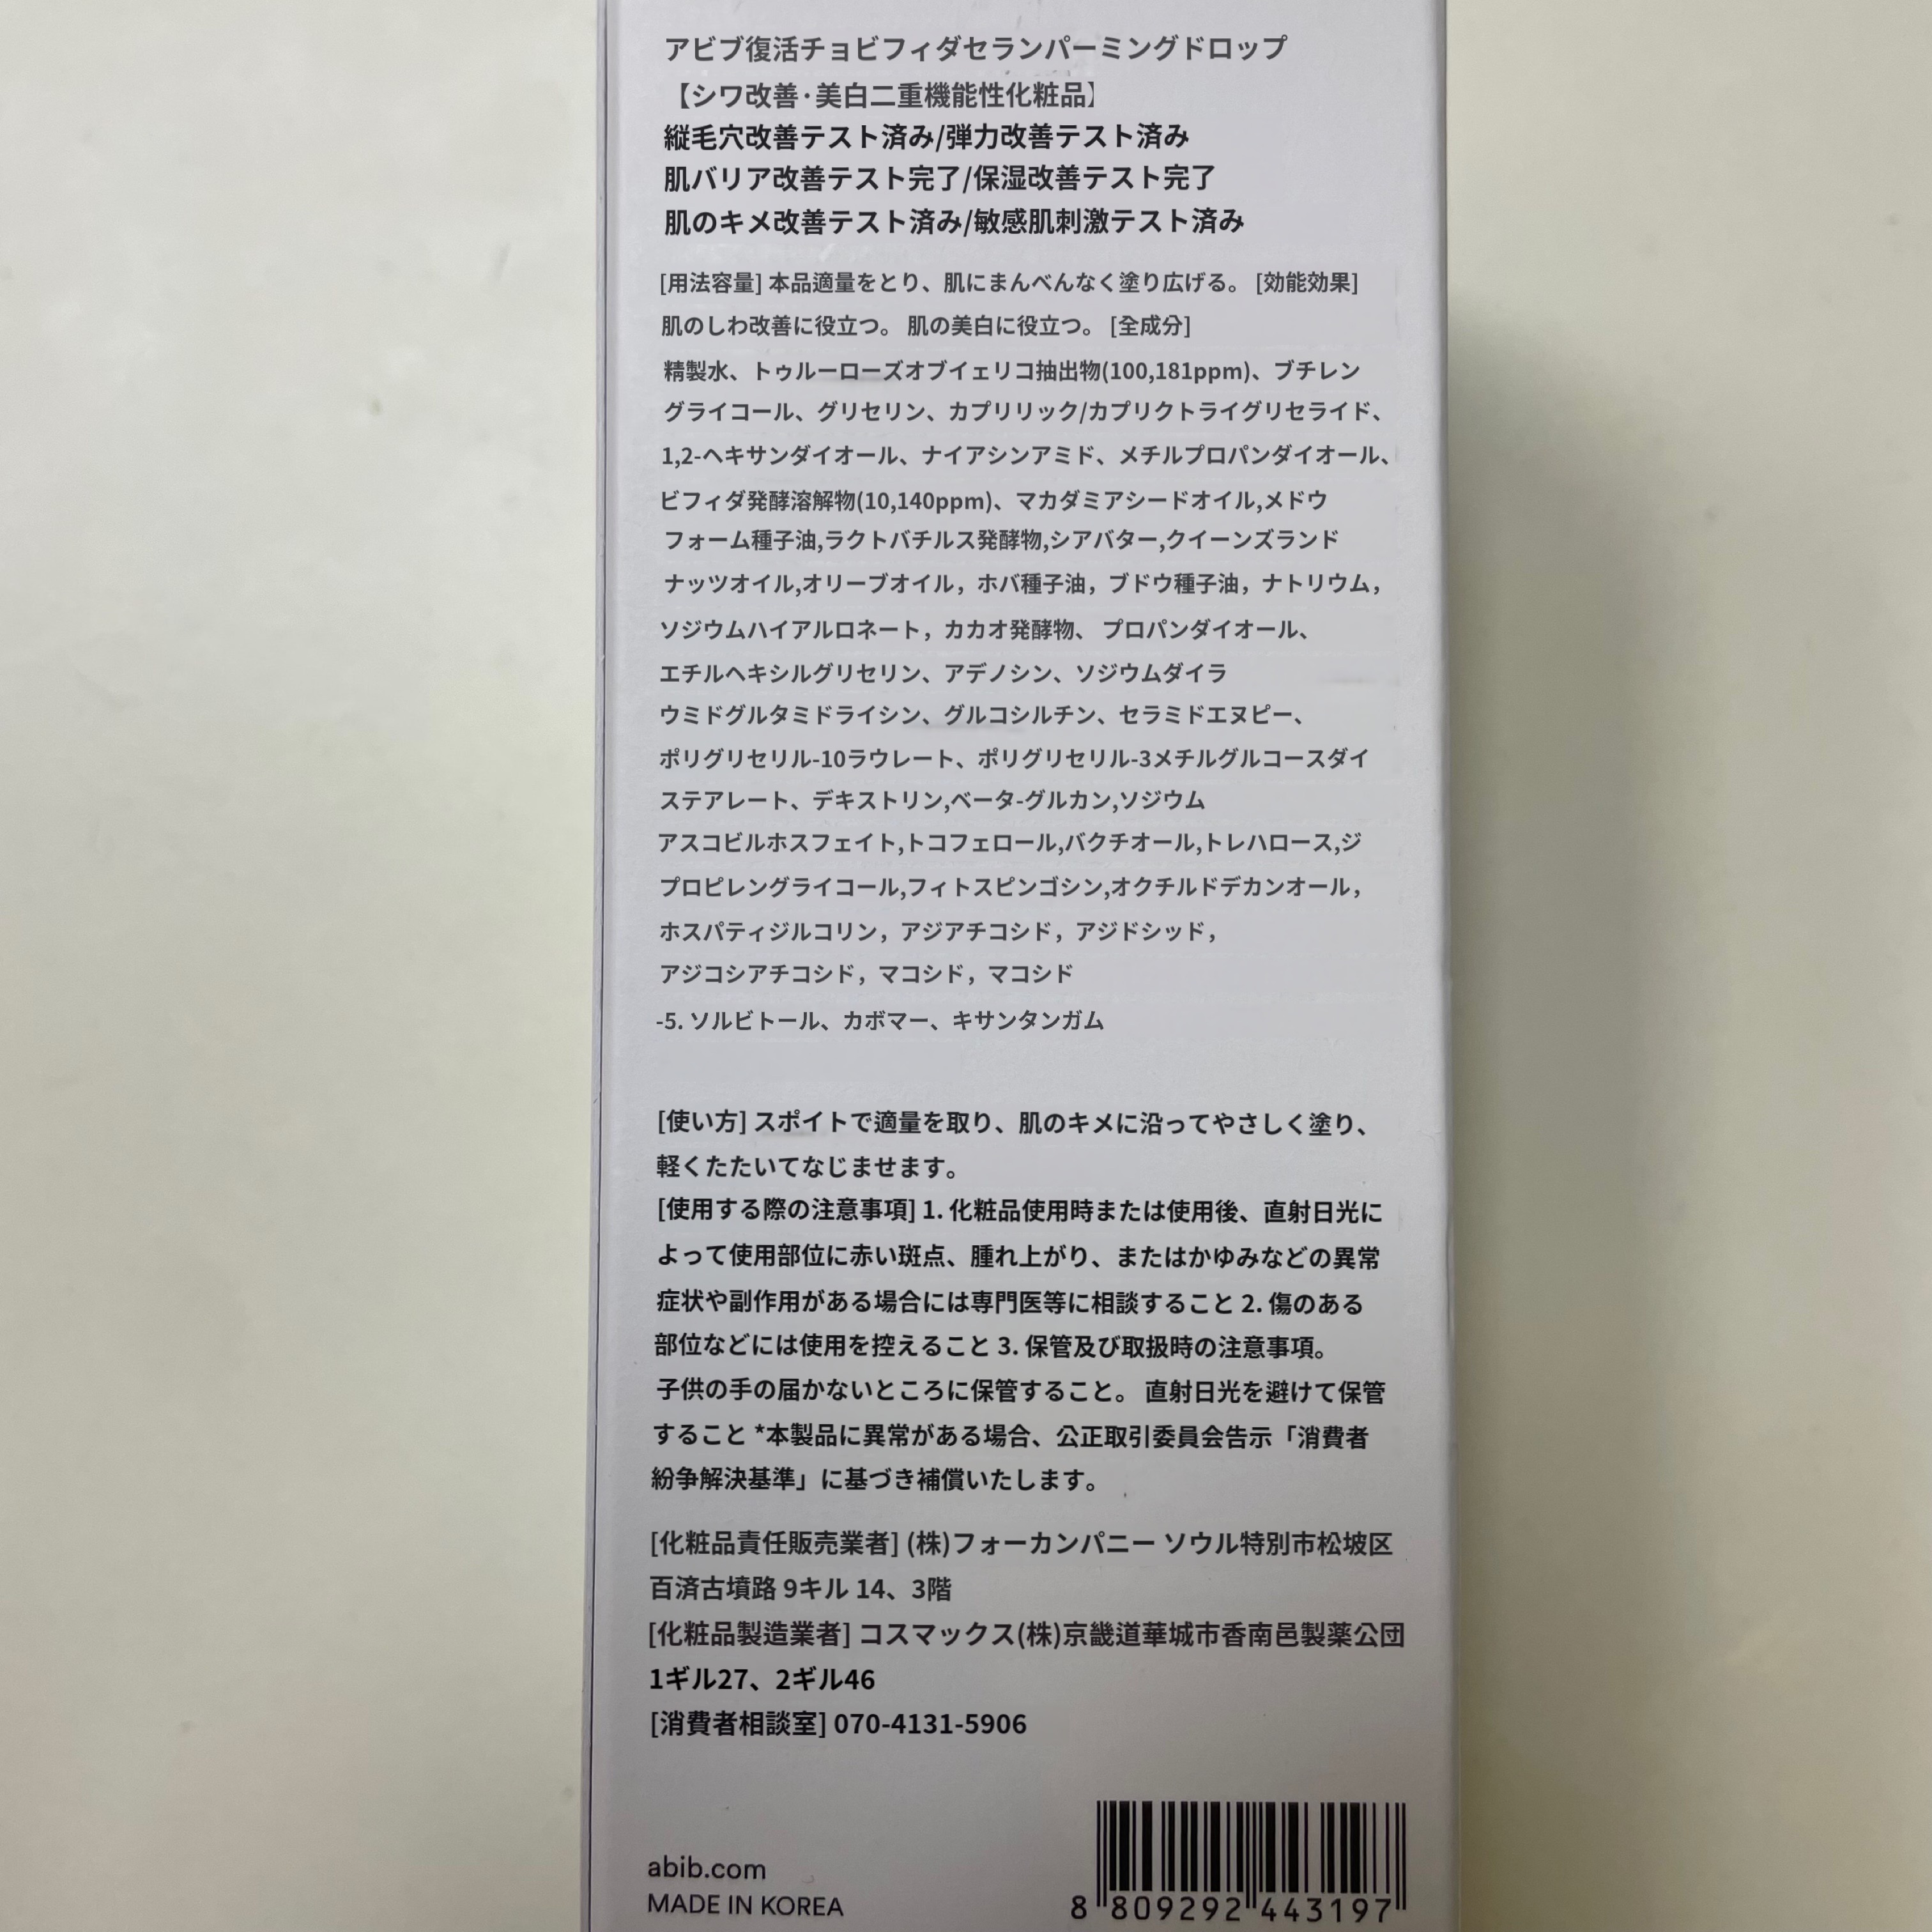 アビブ復活チョビフィダセランパーミングドロップ
【シワ改善·美白二重機能性化粧品】
縦毛穴改善テスト済み/弾力改善テスト済み
肌バリア改善テスト完了/保湿改善テスト完了
肌のキメ改善テスト済み/敏感肌刺激テスト済み
[用法容量] 本品適量をとり、肌にまんべんなく塗り広げる。 [効能効果]
肌のしわ改善に役立つ。 肌の美白に役立つ。 [全成分]
精製水、トゥルーローズオブイェリコ抽出物(100,181ppm)、ブチレン
グライコール、グリセリン、カプリリック/カプリクトライグリセライド、
1,2-ヘキサンダイオール、ナイアシンアミド、メチルプロパンダイオール、
ビフィダ発酵溶解物(10,140ppm)、マカダミアシードオイル,メドウ
フォーム種子油,ラクトバチルス発酵物,シアバター,クイーンズランド
ナッツオイル,オリーブオイル，ホバ種子油，ブドウ種子油，ナトリウム，
ソジウムハイアルロネート，カカオ発酵物、 プロパンダイオール、
エチルヘキシルグリセリン、アデノシン、ソジウムダイラ
ウミドグルタミドライシン、グルコシルチン、セラミドエヌピー、
ポリグリセリル-10ラウレート、ポリグリセリル-3メチルグルコースダイ
ステアレート、デキストリン,ベータ-グルカン,ソジウム
アスコビルホスフェイト,トコフェロール,バクチオール,トレハロース,ジ
プロピレングライコール,フィトスピンゴシン,オクチルドデカンオール，
ホスパティジルコリン，アジアチコシド，アジドシッド，
アジコシアチコシド，マコシド，マコシド
-5. ソルビトール、カボマー、キサンタンガム
[使い方] スポイトで適量を取り、肌のキメに沿ってやさしく塗り、
軽くたたいてなじませます。
[使用する際の注意事項] 1. 化粧品使用時または使用後、直射日光に
よって使用部位に赤い斑点、腫れ上がり、またはかゆみなどの異常
症状や副作用がある場合には専門医等に相談すること 2. 傷のある
部位などには使用を控えること 3. 保管及び取扱時の注意事項。
子供の手の届かないところに保管すること。 直射日光を避けて保管
すること *本製品に異常がある場合、公正取引委員会告示「消費者
紛争解決基準」に基づき補償いたします。
[化粧品責任販売業者] (株)フォーカンパニー ソウル特別市松坡区
百済古墳路 9キル 14、3階
[化粧品製造業者] コスマックス(株)京畿道華城市香南邑製薬公団
1ギル27、2ギル46
[消費者相談室] 070-4131-5906
abib.com
MADE IN KOREA
8 809292 443197